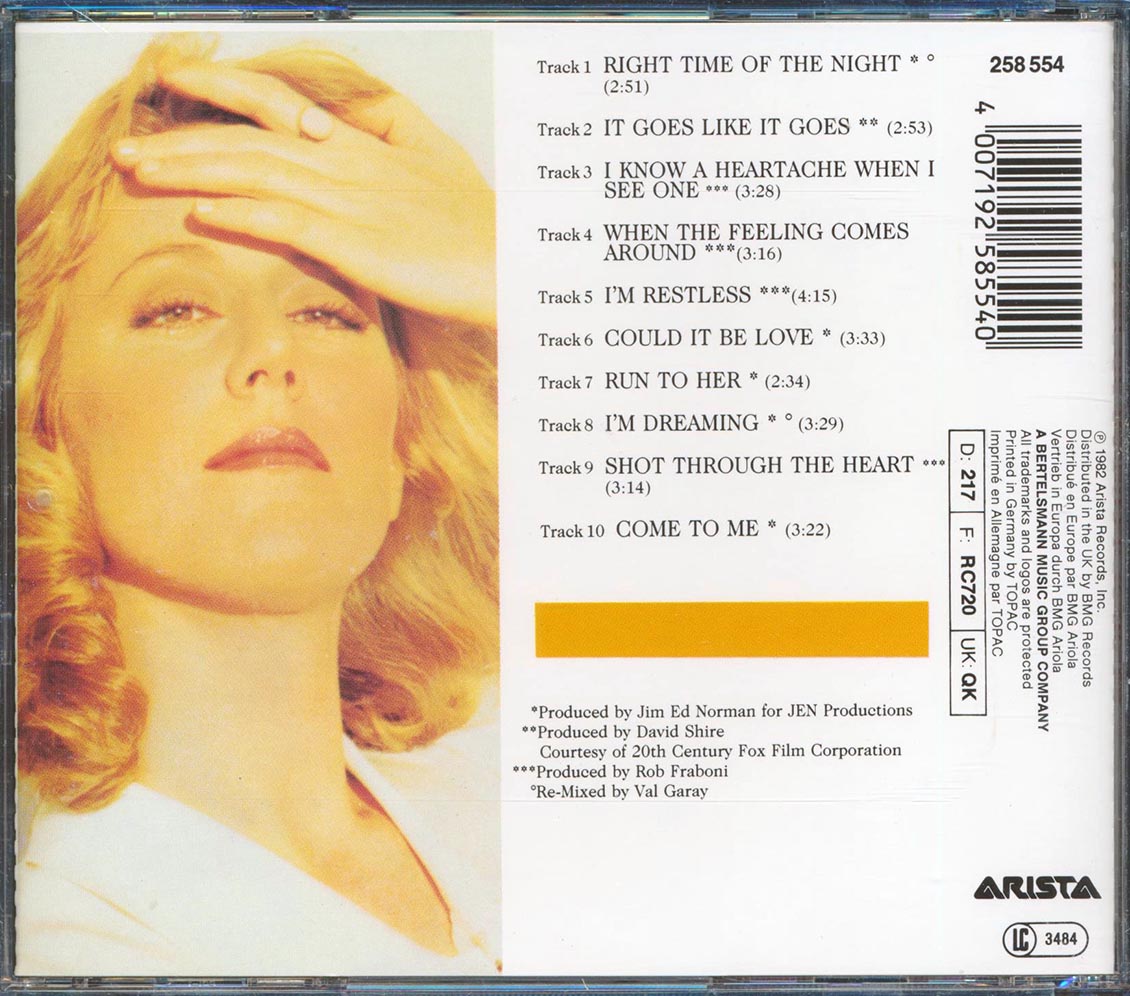 Track 1 RIGHT TIME OF THE NIGHT * °
(2:51)
Track 2 IT GOES LIKE IT GOES ** (2:53)
Track 3 I KNOW A HEARTACHE WHEN I
SEE ONE *** (3:28)
Track 4 WHEN THE FEELING COMES
AROUND ***(3:16)
Track 5 I'M RESTLESS ***(4:15)
Track 6 COULD IT BE LOVE * (3:33)
Track 7 RUN TO HER * (2:34)
Track 8 I'M DREAMING * ° (3:29)
Track 9 SHOT THROUGH THE HEART ***
(3:14)
Track 10 COME TO ME * (3:22)
*Produced by Jim Ed Norman for JEN Productions
**Produced by David Shire
Courtesy of 20th Century Fox Film Corporation
***Produced by Rob Fraboni
°Re-Mixed by Val Garay
258 554
4 007192 585540
℗ 1982 Arista Records, Inc.
Distributed in the UK by BMG Records
Distribué en Europe par BMG Ariola
Vertrieb in Europa durch BMG Ariola
A BERTELSMANN MUSIC GROUP COMPANY
All trademarks and logos are protected
Printed in Germany by TOPAC
Imprimé en Allemagne par TOPAC
D: 217 F: RC720 UK: QK
ARISTA
LC 3484